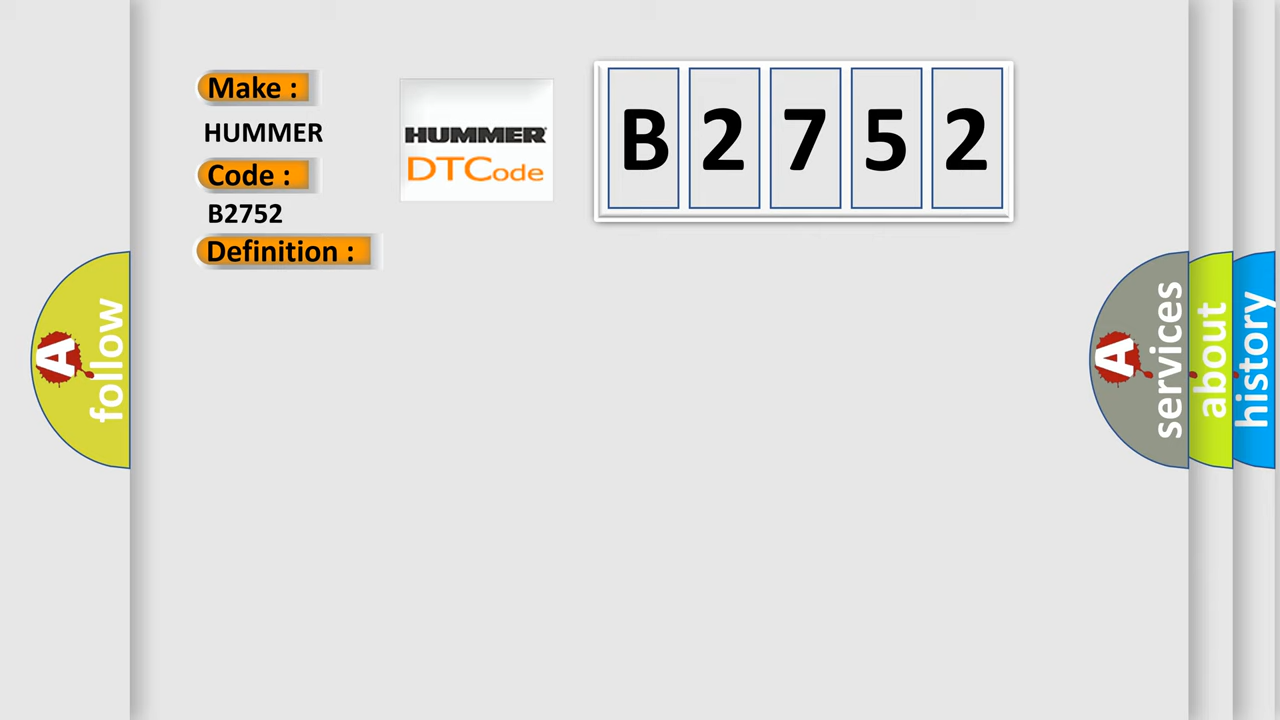 Make :
HUMMER
Code :
B2752
Definition :
HUMMER
DTCode
B 2 7 5 2
A follow
A services
about
history